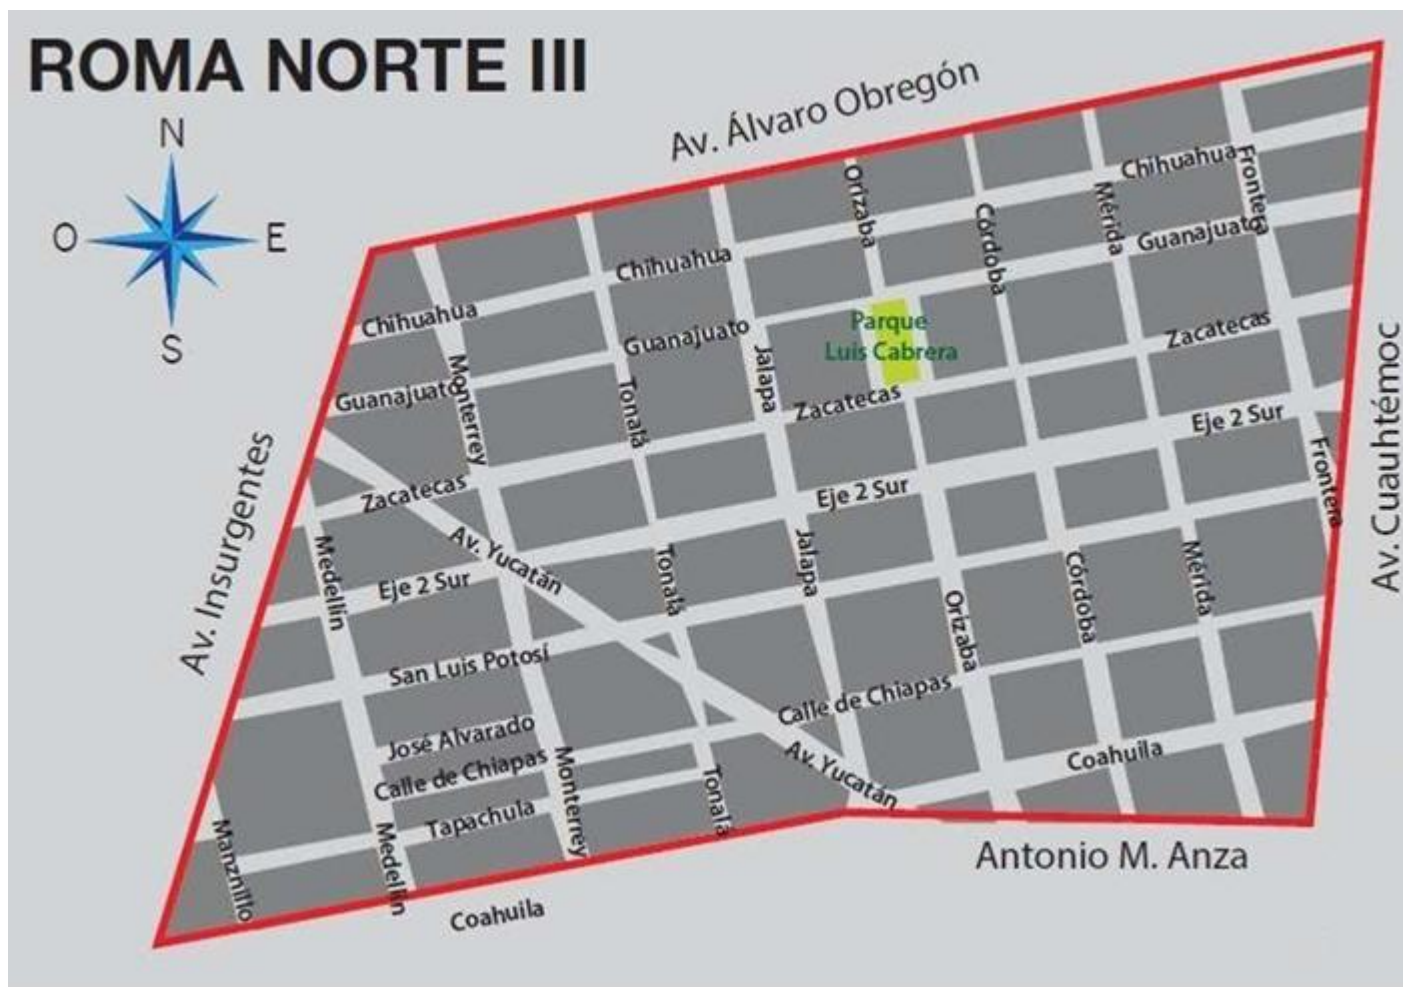 ROMA NORTE III
N
O
E
S
Av. Álvaro Obregón
Chihuahua
Frontera
Orizaba
Mérida
Córdoba
Guanajuato
Chihuahua
Chihuahua
Parque
Luis Cabrera
Zacatecas
Guanajuato
Jalapa
Monterrey
Guanajuato
Tonalá
Zacatecas
Eje 2 Sur
Av. Cuauhtémoc
Frontera
Av. Insurgentes
Zacatecas
Eje 2 Sur
Av. Yucatán
Medellín
Jalapa
Tonalá
Mérida
Córdoba
Eje 2 Sur
Orizaba
San Luis Potosí
Calle de Chiapas
José Alvarado
Calle de Chiapas
Monterrey
Av. Yucatán
Coahuila
Tonalá
Tapachula
Manznillo
Medellín
Antonio M. Anza
Coahuila